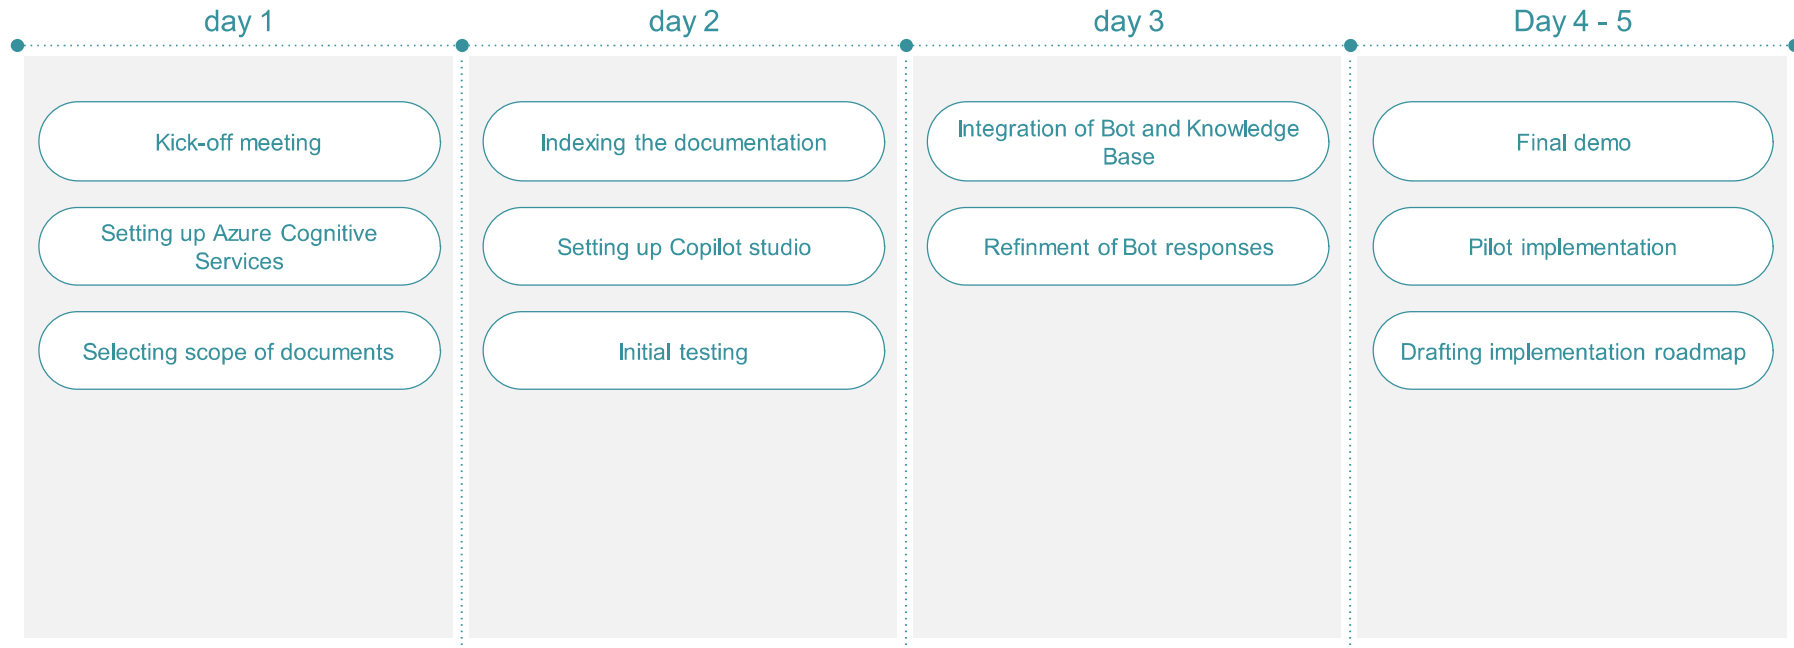 day 1
Kick-off meeting
Setting up Azure Cognitive
Services
Selecting scope of documents
day 2
Indexing the documentation
Setting up Copilot studio
Initial testing
day 3
Integration of Bot and Knowledge
Base
Refinment of Bot responses
Day 4 - 5
Final demo
Pilot implementation
Drafting implementation roadmap